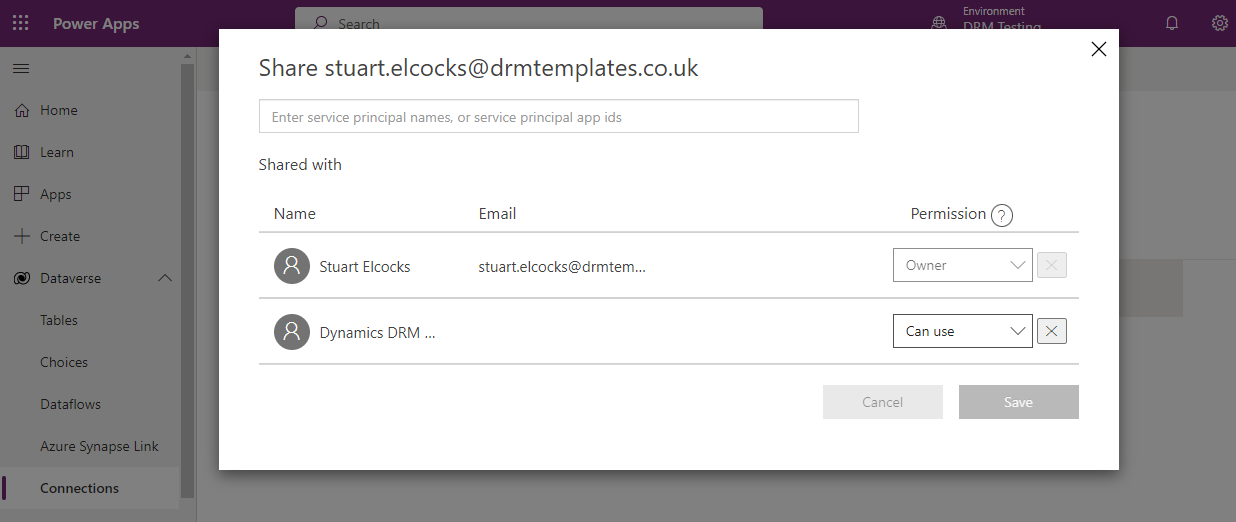 Power Apps
Search
Environment
DRM Testing
Share stuart.elcocks@drmtemplates.co.uk
Enter service principal names, or service principal app ids
Shared with
Name Email Permission ?
Stuart Elcocks stuart.elcocks@drmtem... Owner
Dynamics DRM ... Can use
Cancel Save
Home
Learn
Apps
Create
Dataverse
Tables
Choices
Dataflows
Azure Synapse Link
Connections